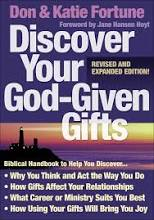 Don & Katie Fortune
Foreword by Jane Hansen Hoyt
Discover
REVISED AND
EXPANDED EDITION!
Your
God-Given
Gifts
Biblical Handbook to Help You Discover...
• Why You Think and Act the Way You Do
• How Gifts Affect Your Relationships
• What Career or Ministry Suits You Best
• How Using Your Gifts Will Bring You Joy